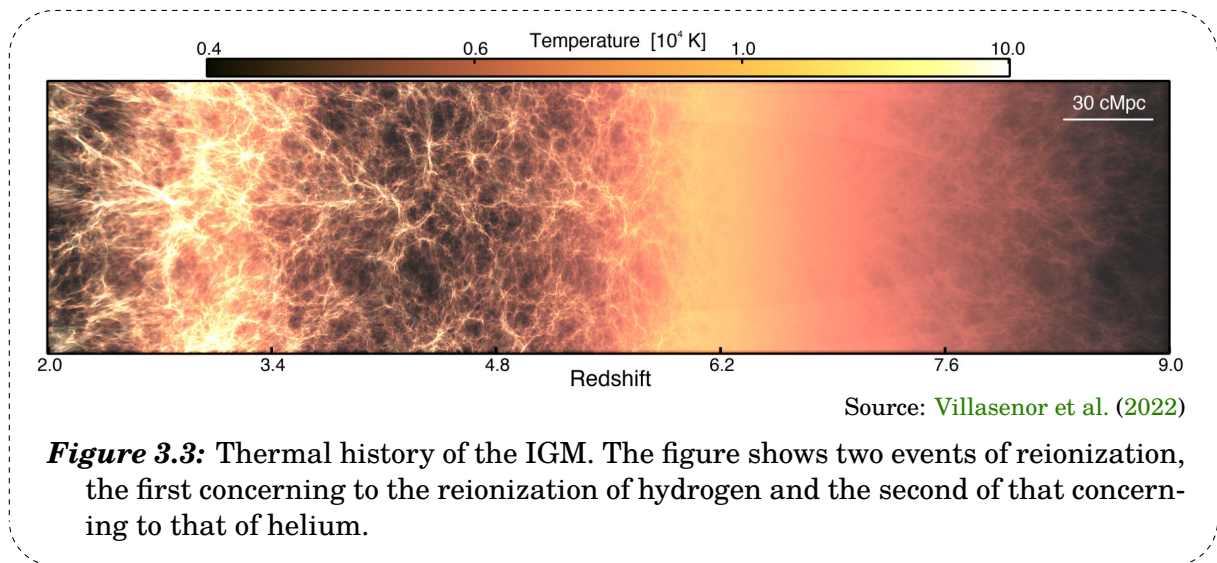 Temperature [10⁴ K]
0.4 0.6 1.0 10.0
30 cMpc
2.0 3.4 4.8 6.2 7.6 9.0
Redshift
Source: Villasenor et al. (2022)
Figure 3.3: Thermal history of the IGM. The figure shows two events of reionization,
the first concerning to the reionization of hydrogen and the second of that concern-
ing to that of helium.